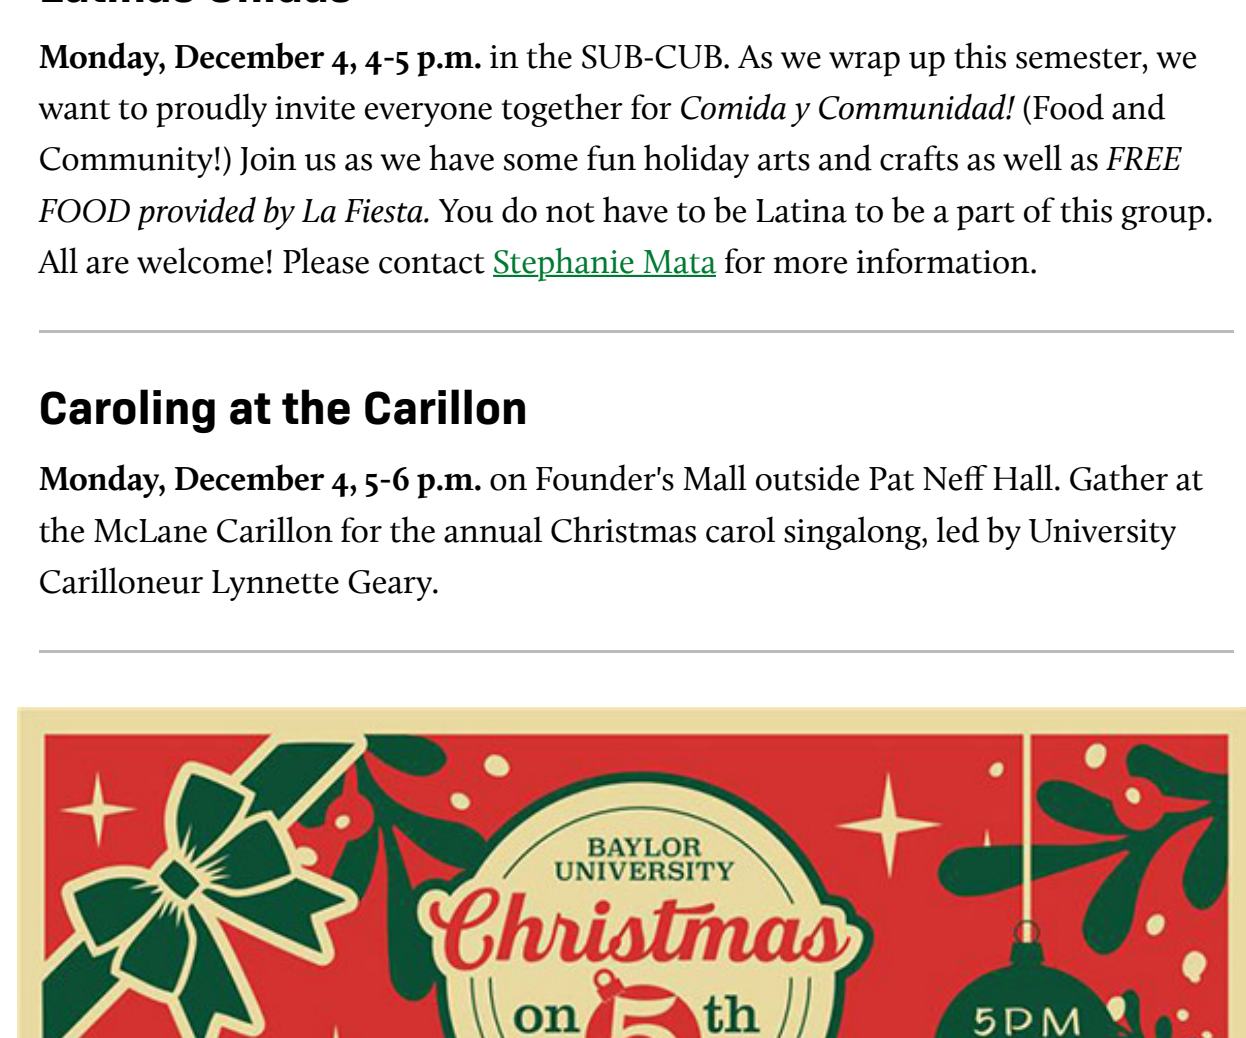 Latinas Unidas
Monday, December 4, 4-5 p.m. in the SUB-CUB. As we wrap up this semester, we
want to proudly invite everyone together for Comida y Communidad! (Food and
Community!) Join us as we have some fun holiday arts and crafts as well as FREE
FOOD provided by La Fiesta. You do not have to be Latina to be a part of this group.
All are welcome! Please contact Stephanie Mata for more information.
Caroling at the Carillon
Monday, December 4, 5-6 p.m. on Founder's Mall outside Pat Neff Hall. Gather at
the McLane Carillon for the annual Christmas carol singalong, led by University
Carilloneur Lynnette Geary.
BAYLOR
UNIVERSITY
Christmas
on 5th
5PM